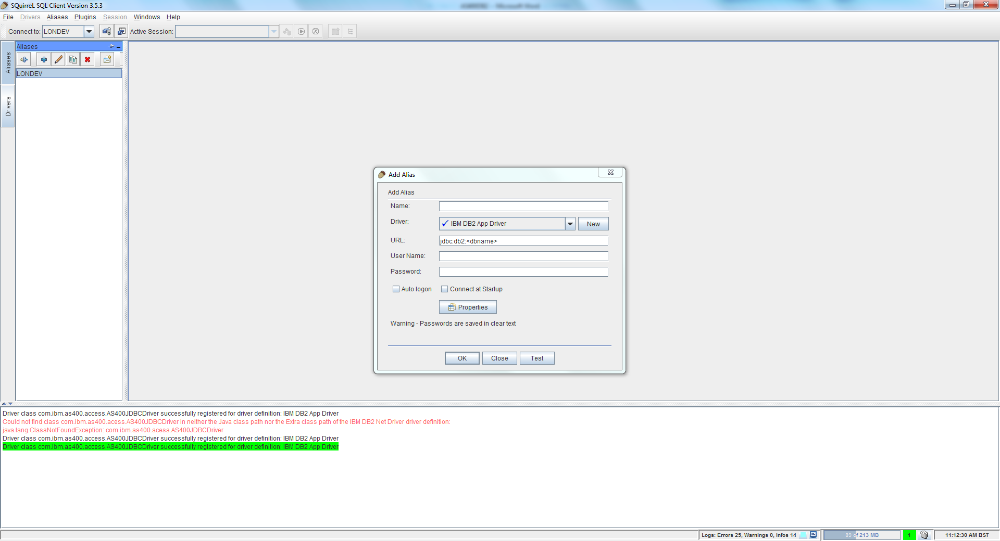 SQuirreL SQL Client Version 3.5.3
File Drivers Aliases Plugins Session Windows Help
Connect to: LONDEV Active Session:
Aliases
Aliases
LONDEV
Drivers
Add Alias
Add Alias
Name:
Driver: IBM DB2 App Driver New
URL: jdbc:db2:<dbname>
User Name:
Password:
Auto logon Connect at Startup
Properties
Warning - Passwords are saved in clear text
OK Close Test
Driver class com.ibm.as400.access.AS400JDBCDriver successfully registered for driver definition: IBM DB2 App Driver
Could not find class com.ibm.as400.acess.AS400JDBCDriver in neither the Java class path nor the Extra class path of the IBM DB2 Net Driver driver definition:
java.lang.ClassNotFoundException: com.ibm.as400.acess.AS400JDBCDriver
Driver class com.ibm.as400.access.AS400JDBCDriver successfully registered for driver definition: IBM DB2 App Driver
Driver class com.ibm.as400.access.AS400JDBCDriver successfully registered for driver definition: IBM DB2 App Driver
Logs: Errors 25, Warnings 0, Infos 14 89 of 213 MB 1 11:12:30 AM BST